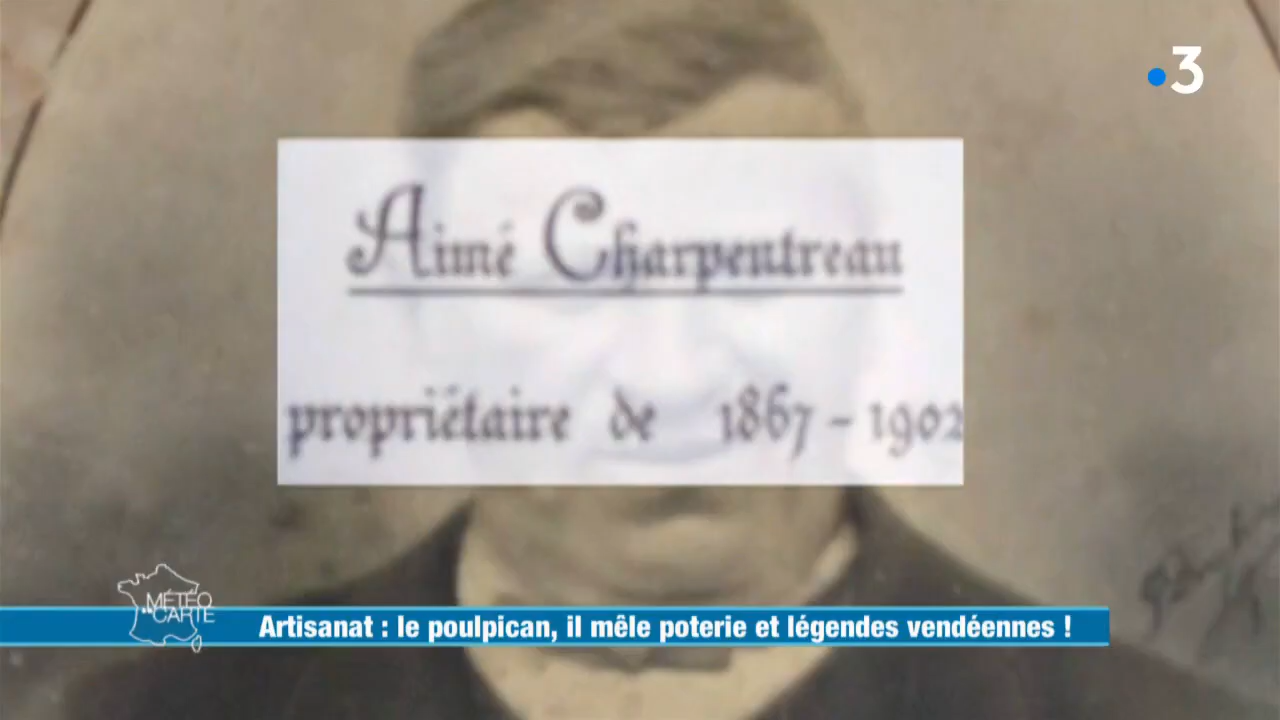 3
Aimé Charpentreau
propriétaire de 1867 - 1902
MÉTÉO
CARTE
Artisanat : le poulpican, il mêle poterie et légendes vendéennes !